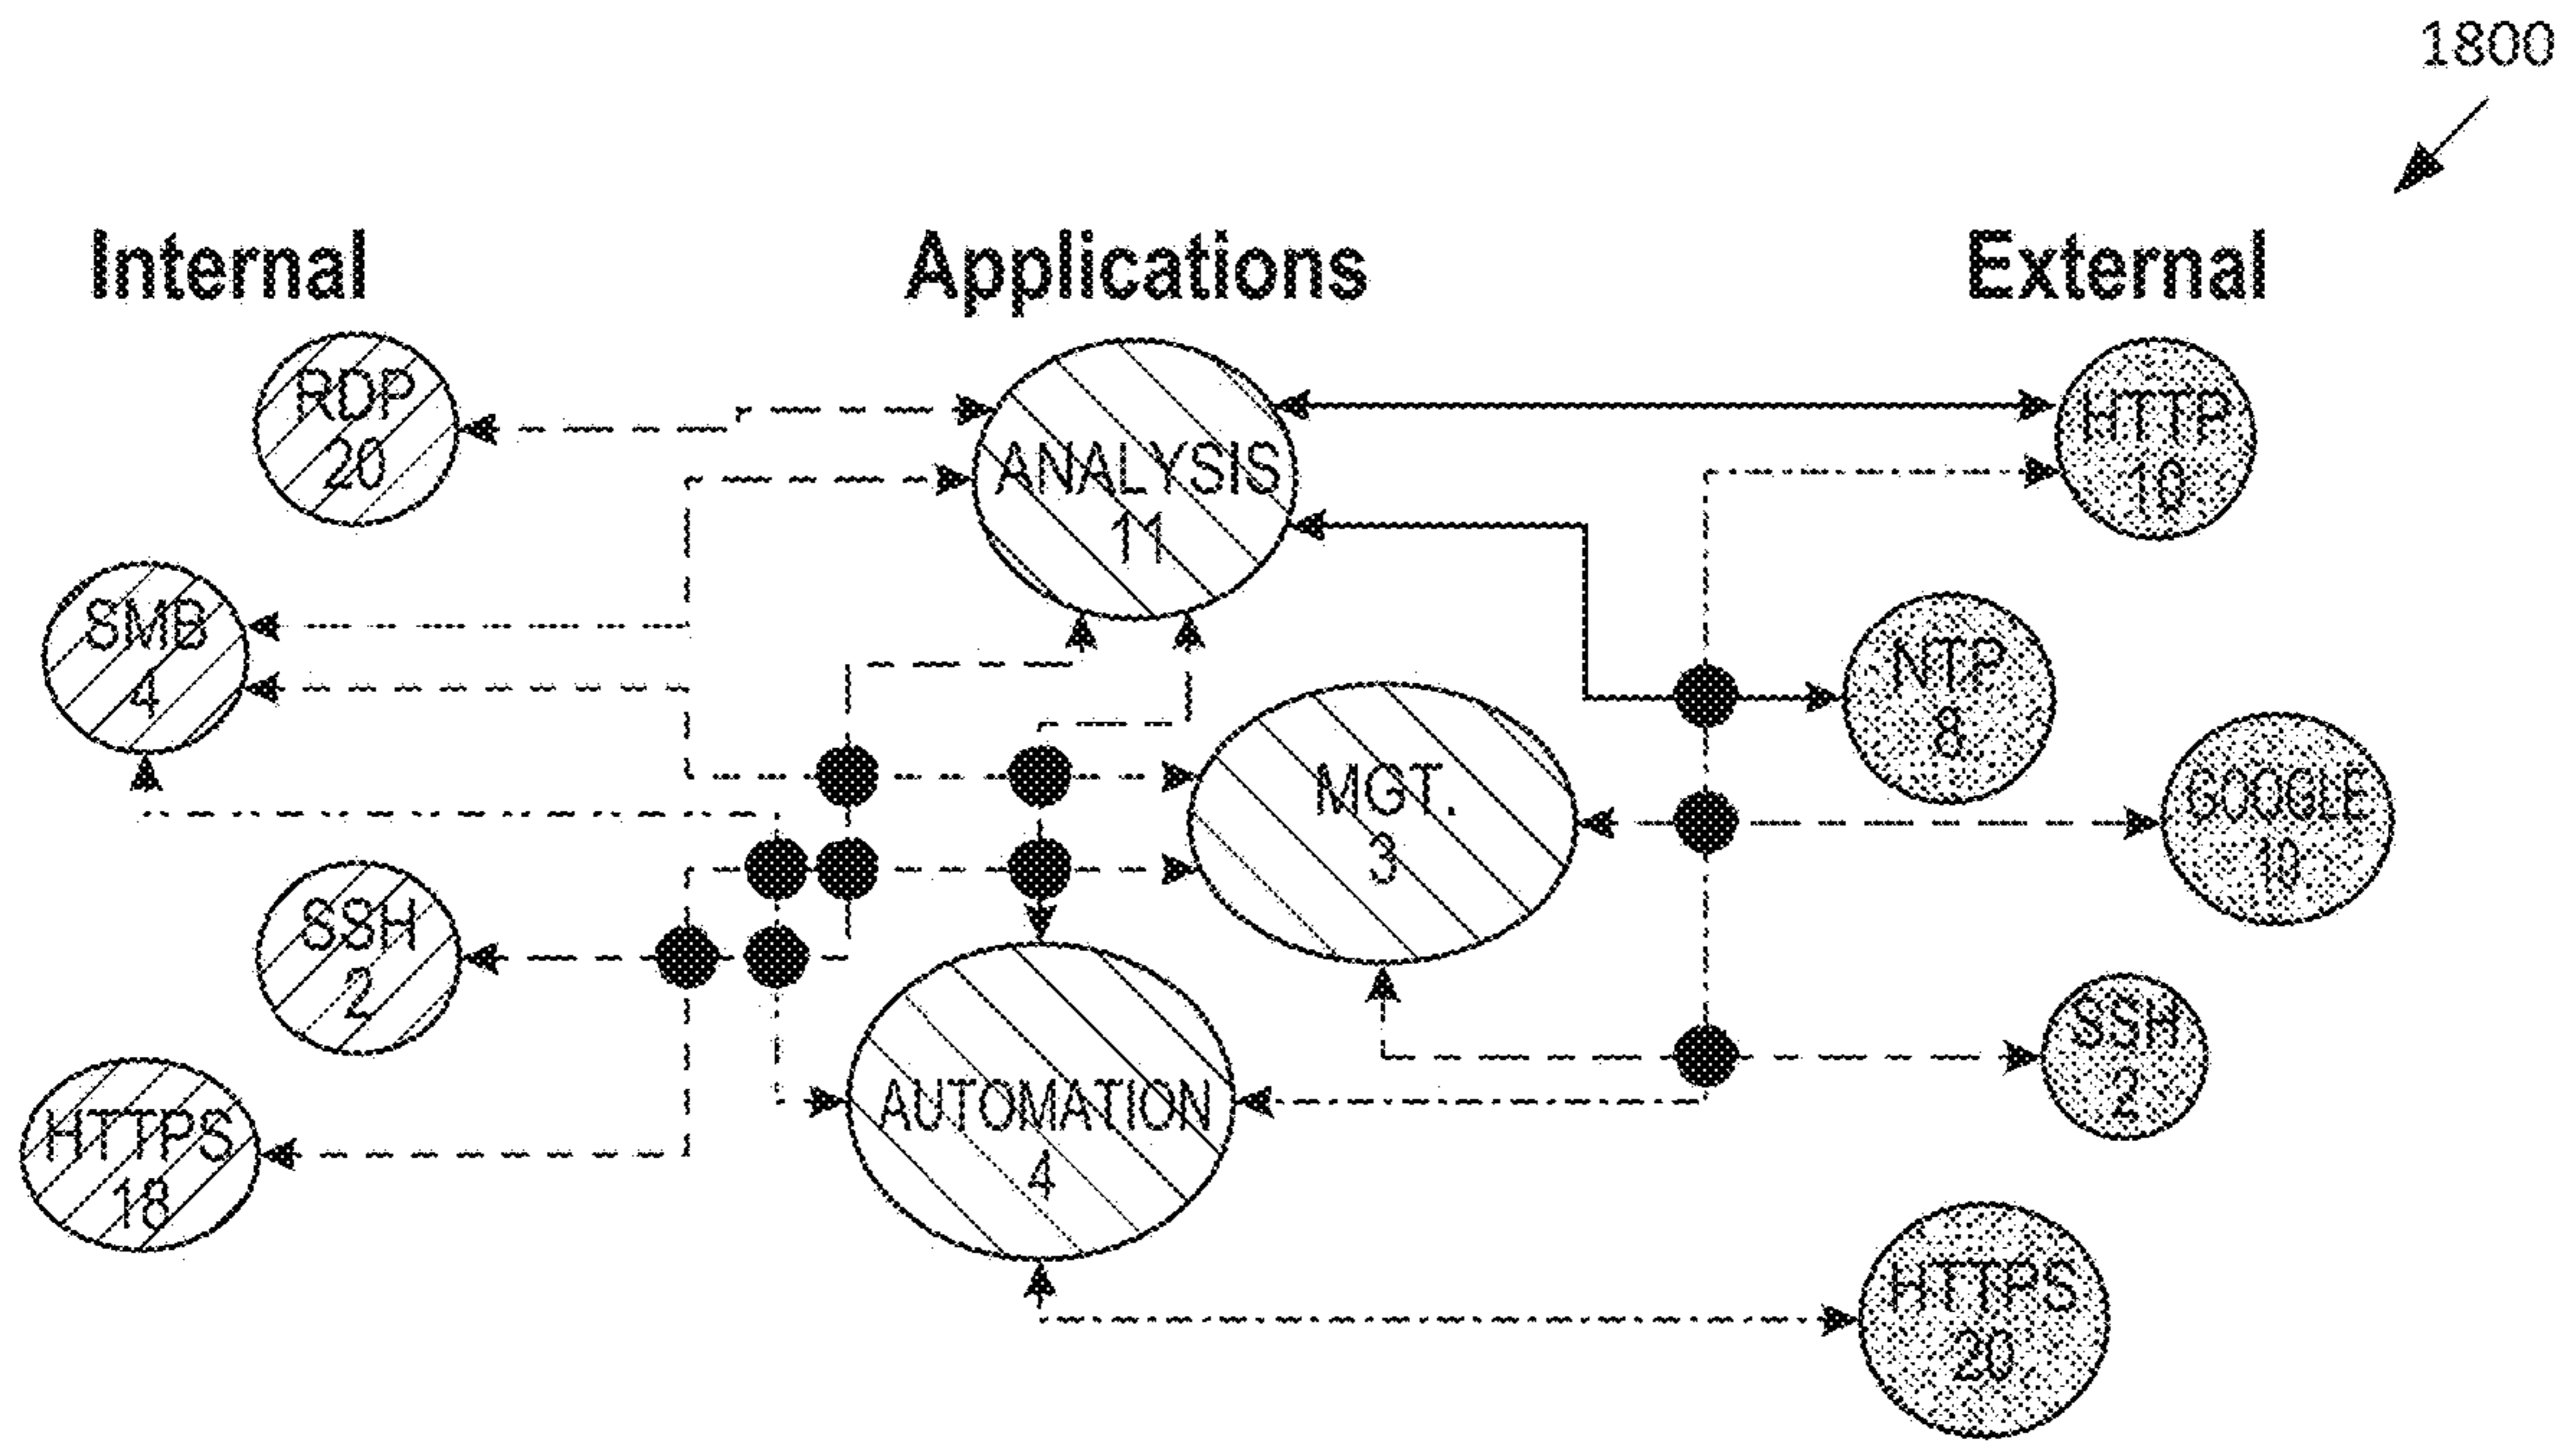 1800
Internal
Applications
External
RDP
20
ANALYSIS
11
HTTP
10
SMB
4
NTP
8
MGT.
3
GOOGLE
10
SSH
2
SSH
2
AUTOMATION
4
HTTPS
18
HTTPS
20